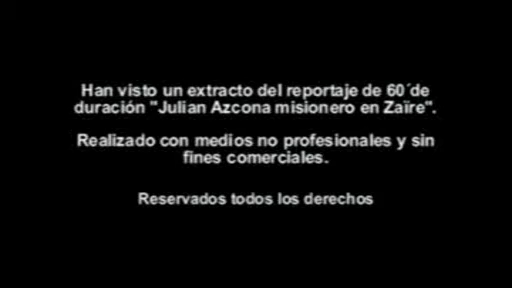 Han visto un extracto del reportaje de 60´de
duración "Julian Azcona misionero en Zaïre".
Realizado con medios no profesionales y sin
fines comerciales.
Reservados todos los derechos